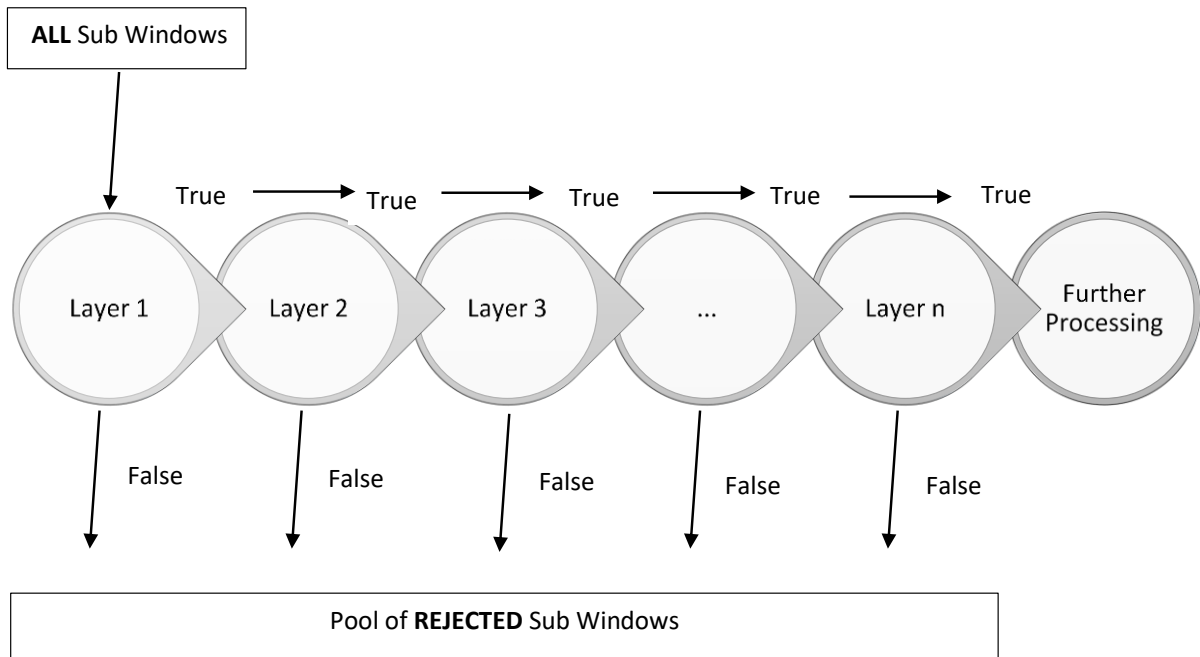 ALL Sub Windows
True
True
True
True
True
Layer 1
Layer 2
Layer 3
...
Layer n
Further
Processing
False
False
False
False
False
Pool of REJECTED Sub Windows